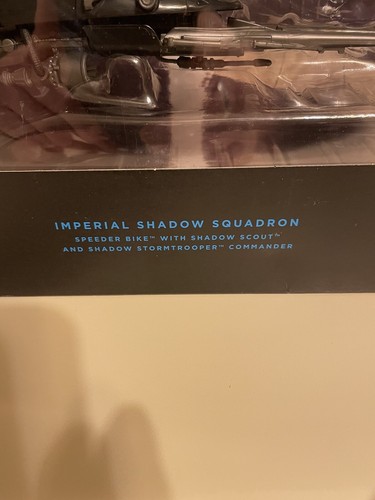 IMPERIAL SHADOW SQUADRON
SPEEDER BIKE™ WITH SHADOW SCOUT™
AND SHADOW STORMTROOPER™ COMMANDER